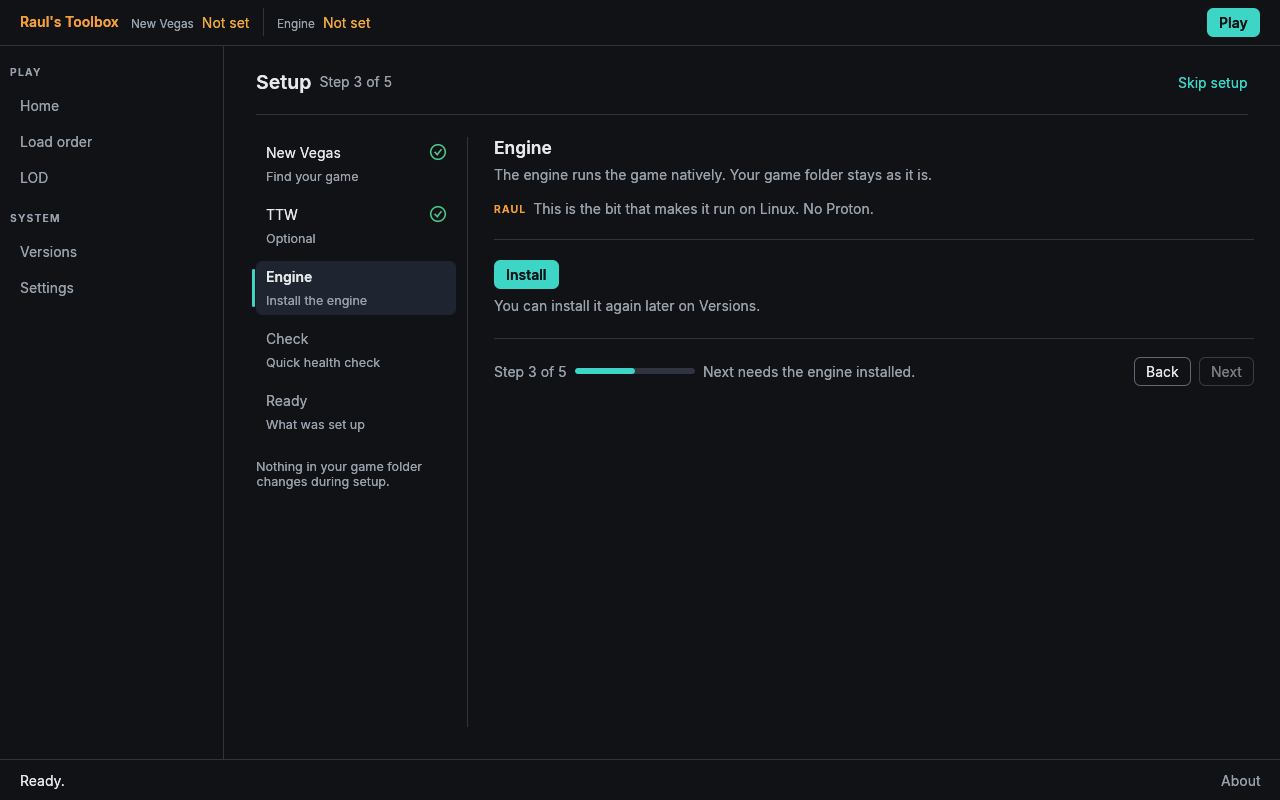 Raul's Toolbox New Vegas Not set Engine Not set Play
PLAY
Home
Load order
LOD
SYSTEM
Versions
Settings
Setup Step 3 of 5 Skip setup
New Vegas
Find your game
TTW
Optional
Engine
Install the engine
Check
Quick health check
Ready
What was set up
Nothing in your game folder
changes during setup.
Engine
The engine runs the game natively. Your game folder stays as it is.
RAUL This is the bit that makes it run on Linux. No Proton.
Install
You can install it again later on Versions.
Step 3 of 5 Next needs the engine installed. Back Next
Ready. About